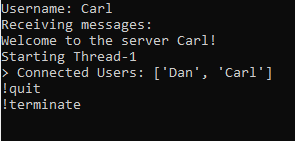 Username: Carl
Receiving messages:
Welcome to the server Carl!
Starting Thread-1
> Connected Users: ['Dan', 'Carl']
!quit
!terminate